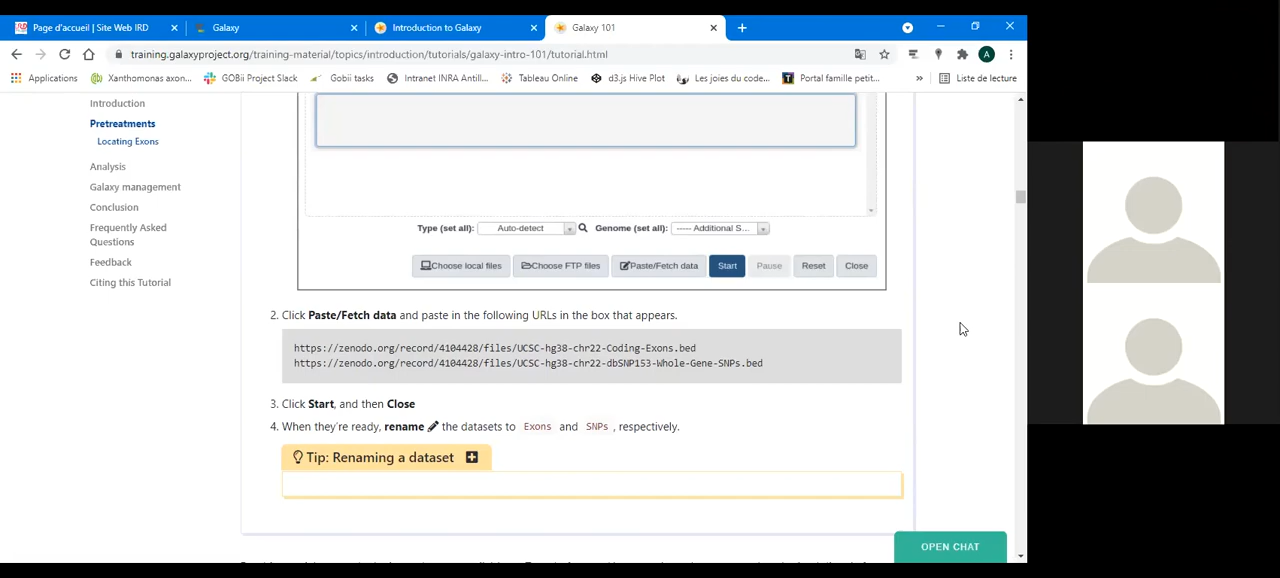 Page d'accueil | Site Web IRD
Galaxy
Introduction to Galaxy
Galaxy 101
training.galaxyproject.org/training-material/topics/introduction/tutorials/galaxy-intro-101/tutorial.html
A
Applications
Xanthomonas axon...
GOBii Project Slack
Gobii tasks
Intranet INRA Antill...
Tableau Online
d3.js Hive Plot
Les joies du code...
Portal famille petit...
»
Liste de lecture
Introduction
Pretreatments
Locating Exons
Analysis
Galaxy management
Conclusion
Frequently Asked
Questions
Feedback
Citing this Tutorial
Type (set all): Auto-detect Genome (set all): ----- Additional S...
Choose local files Choose FTP files Paste/Fetch data Start Pause Reset Close
2. Click Paste/Fetch data and paste in the following URLs in the box that appears.
https://zenodo.org/record/4104428/files/UCSC-hg38-chr22-Coding-Exons.bed
https://zenodo.org/record/4104428/files/UCSC-hg38-chr22-dbSNP153-Whole-Gene-SNPs.bed
3. Click Start, and then Close
4. When they're ready, rename the datasets to Exons and SNPs, respectively.
Tip: Renaming a dataset
OPEN CHAT